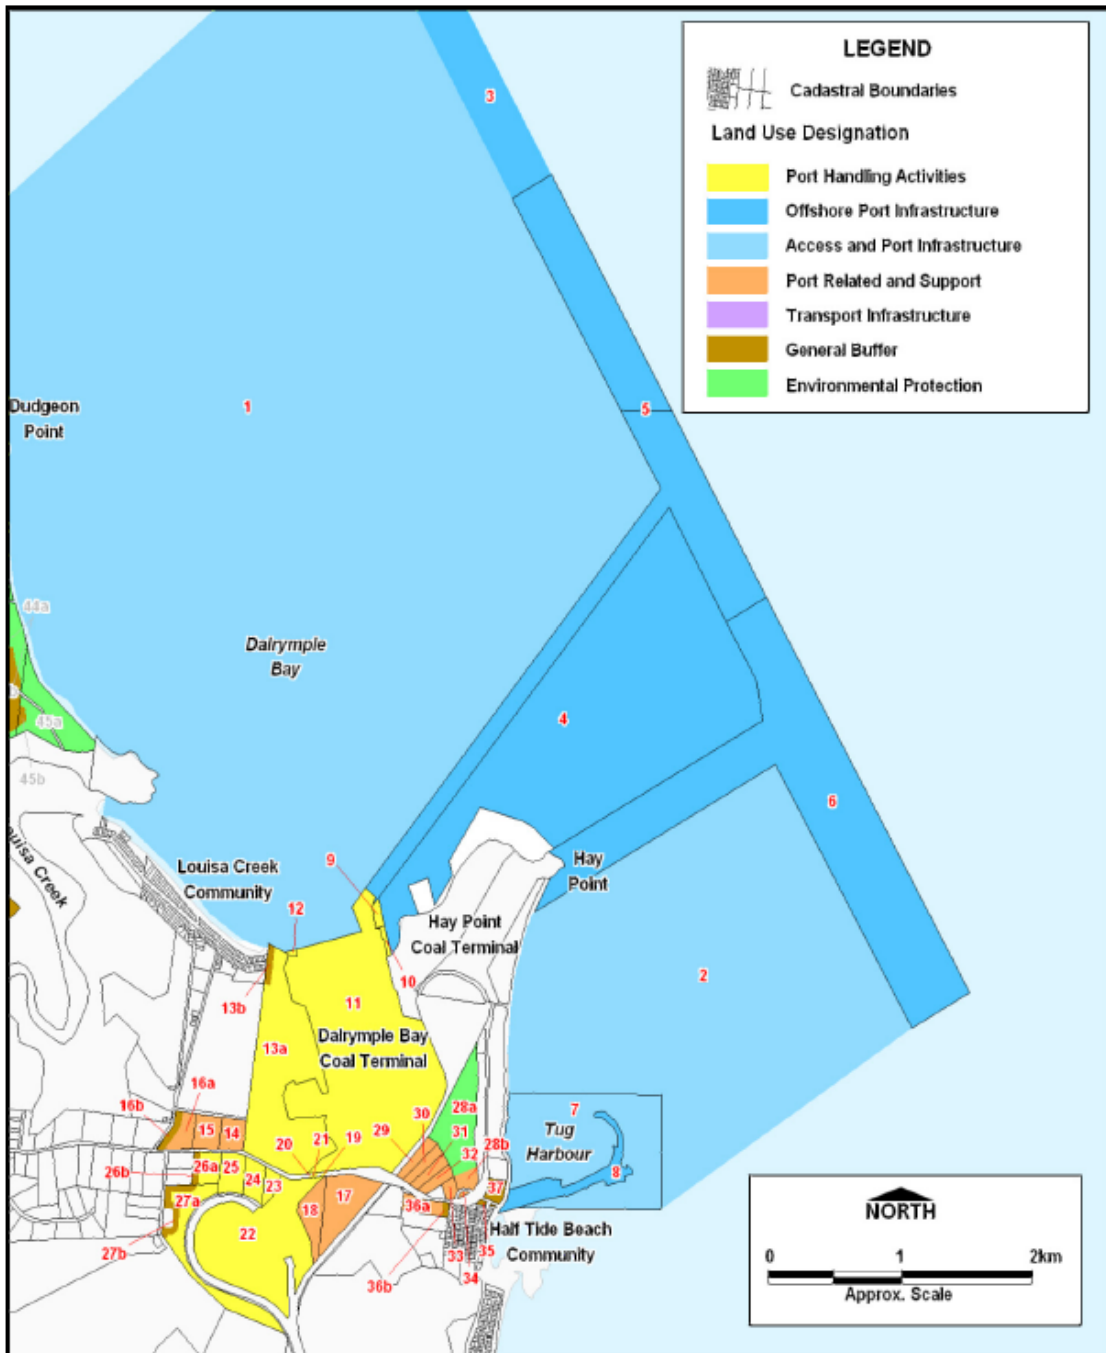 LEGEND
Cadastral Boundaries
Land Use Designation
Port Handling Activities
Offshore Port Infrastructure
Access and Port Infrastructure
Port Related and Support
Transport Infrastructure
General Buffer
Environmental Protection
3
1
5
Dudgeon
Point
44a
Dalrymple
Bay
45a
4
45b
6
Louisa Creek
Louisa Creek
Community
9
Hay
Point
12
Hay Point
Coal Terminal
10
2
13b
11
13a
Dalrymple Bay
Coal Terminal
16a
16b
15
14
30
28a
31
7
Tug
Harbour
29
32
28b
8
20
21
19
26b
26a
25
24
23
37
27a
36a
18
17
22
27b
36b
33
34
35
Half Tide Beach
Community
NORTH
0
1
2km
Approx. Scale